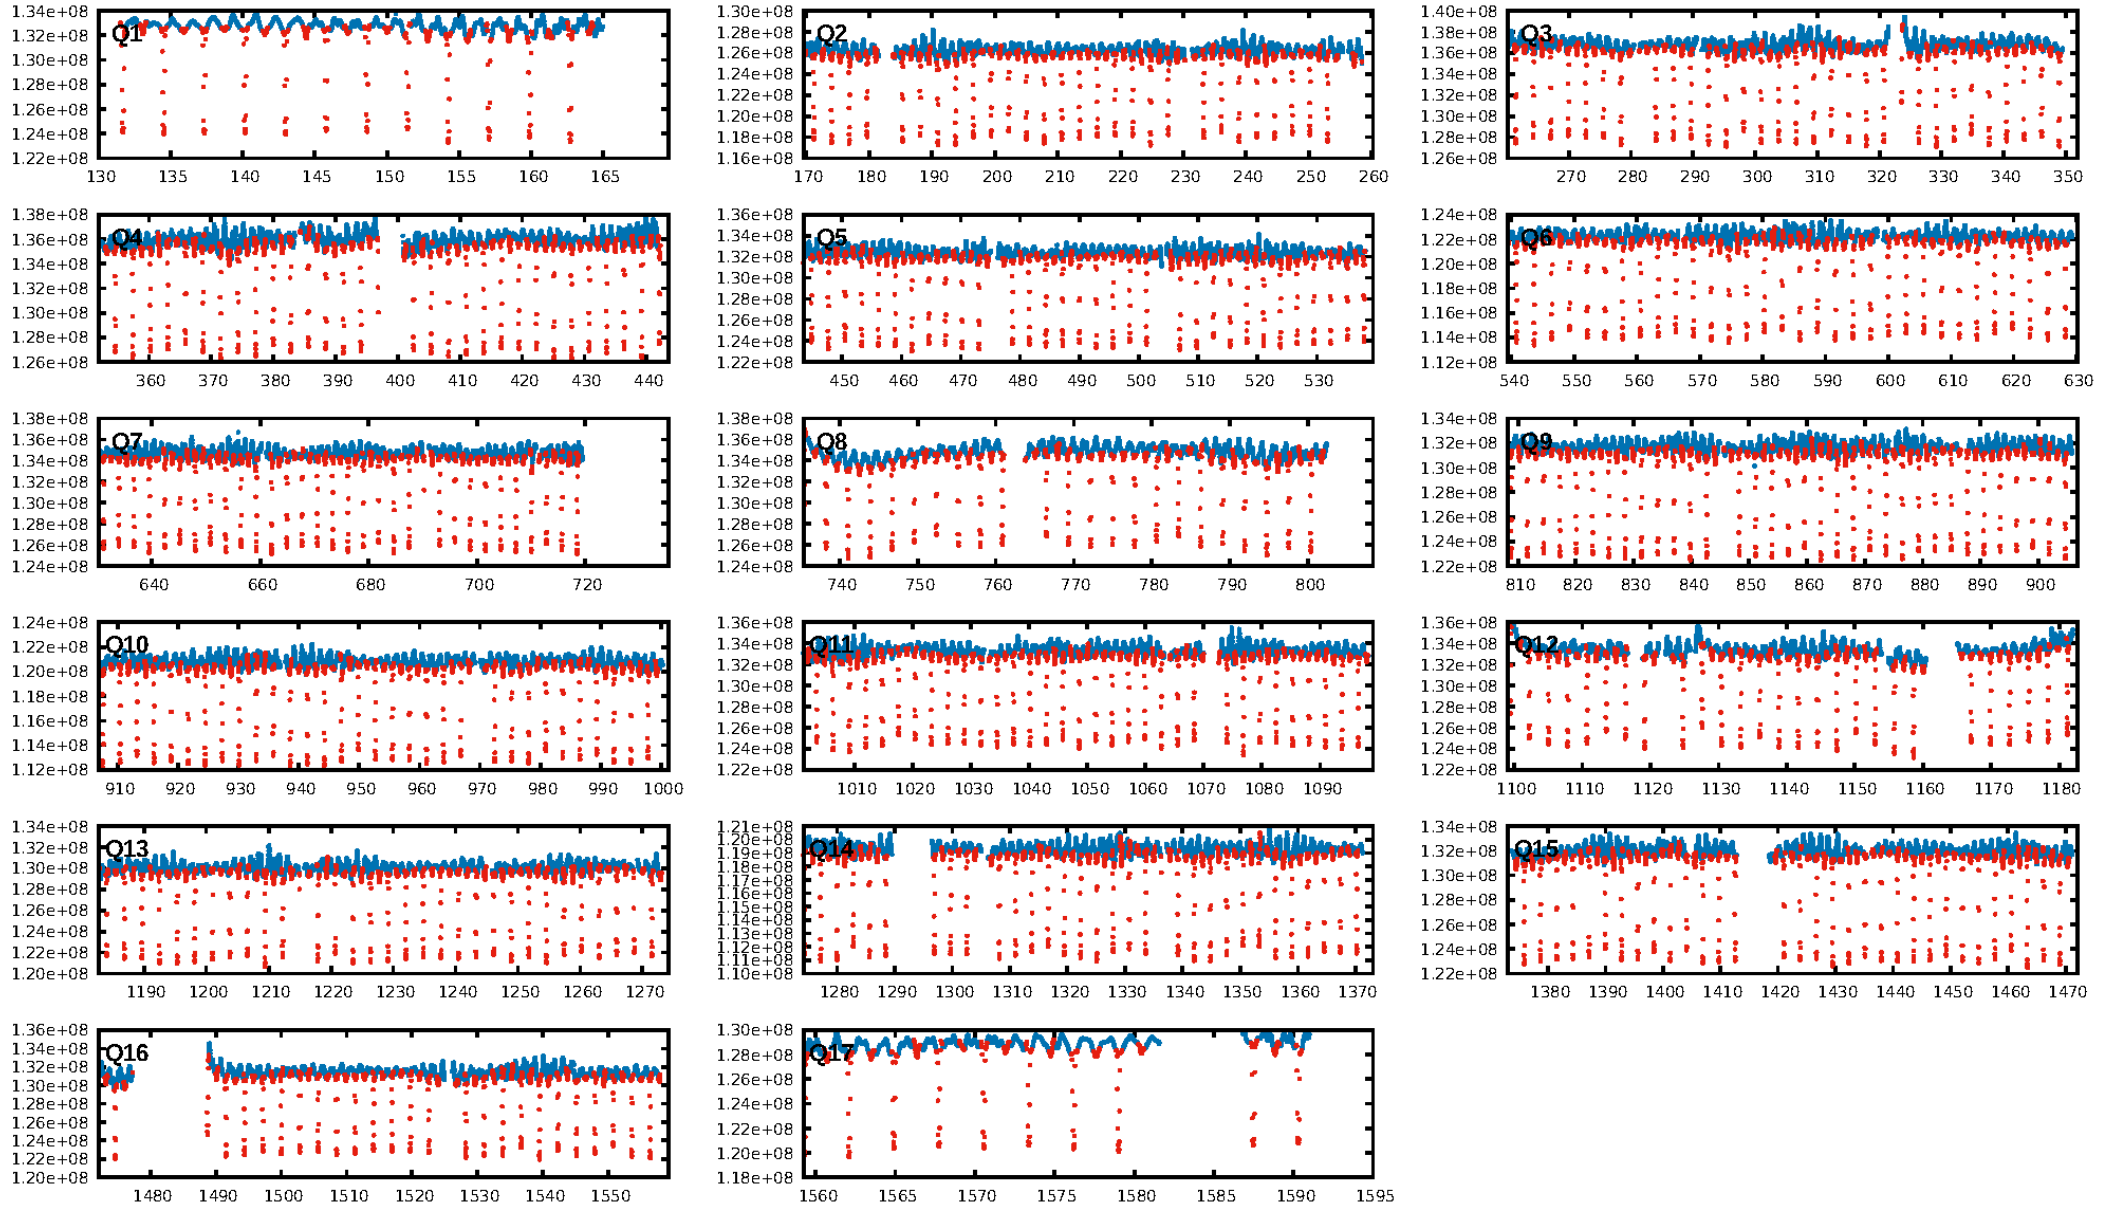 1.34e+08 1.32e+08 1.30e+08 1.28e+08 1.26e+08 1.24e+08 1.22e+08
Q1
130 135 140 145 150 155 160 165
1.30e+08 1.28e+08 1.26e+08 1.24e+08 1.22e+08 1.20e+08 1.18e+08 1.16e+08
Q2
170 180 190 200 210 220 230 240 250 260
1.40e+08 1.38e+08 1.36e+08 1.34e+08 1.32e+08 1.30e+08 1.28e+08 1.26e+08
Q3
270 280 290 300 310 320 330 340 350
1.38e+08 1.36e+08 1.34e+08 1.32e+08 1.30e+08 1.28e+08 1.26e+08
Q4
360 370 380 390 400 410 420 430 440
1.36e+08 1.34e+08 1.32e+08 1.30e+08 1.28e+08 1.26e+08 1.24e+08 1.22e+08
Q5
450 460 470 480 490 500 510 520 530
1.24e+08 1.22e+08 1.20e+08 1.18e+08 1.16e+08 1.14e+08 1.12e+08
Q6
540 550 560 570 580 590 600 610 620 630
1.38e+08 1.36e+08 1.34e+08 1.32e+08 1.30e+08 1.28e+08 1.26e+08 1.24e+08
Q7
640 660 680 700 720
1.38e+08 1.36e+08 1.34e+08 1.32e+08 1.30e+08 1.28e+08 1.26e+08 1.24e+08
Q8
740 750 760 770 780 790 800
1.34e+08 1.32e+08 1.30e+08 1.28e+08 1.26e+08 1.24e+08 1.22e+08
Q9
810 820 830 840 850 860 870 880 890 900
1.24e+08 1.22e+08 1.20e+08 1.18e+08 1.16e+08 1.14e+08 1.12e+08
Q10
910 920 930 940 950 960 970 980 990 1000
1.36e+08 1.34e+08 1.32e+08 1.30e+08 1.28e+08 1.26e+08 1.24e+08 1.22e+08
Q11
1010 1020 1030 1040 1050 1060 1070 1080 1090
1.36e+08 1.34e+08 1.32e+08 1.30e+08 1.28e+08 1.26e+08 1.24e+08 1.22e+08
Q12
1100 1110 1120 1130 1140 1150 1160 1170 1180
1.34e+08 1.32e+08 1.30e+08 1.28e+08 1.26e+08 1.24e+08 1.22e+08 1.20e+08
Q13
1190 1200 1210 1220 1230 1240 1250 1260 1270
1.21e+08 1.20e+08 1.19e+08 1.18e+08 1.17e+08 1.16e+08 1.15e+08 1.14e+08 1.13e+08 1.12e+08 1.11e+08 1.10e+08
Q14
1280 1290 1300 1310 1320 1330 1340 1350 1360 1370
1.34e+08 1.32e+08 1.30e+08 1.28e+08 1.26e+08 1.24e+08 1.22e+08
Q15
1380 1390 1400 1410 1420 1430 1440 1450 1460 1470
1.36e+08 1.34e+08 1.32e+08 1.30e+08 1.28e+08 1.26e+08 1.24e+08 1.22e+08 1.20e+08
Q16
1480 1490 1500 1510 1520 1530 1540 1550
1.30e+08 1.28e+08 1.26e+08 1.24e+08 1.22e+08 1.20e+08 1.18e+08
Q17
1560 1565 1570 1575 1580 1585 1590 1595